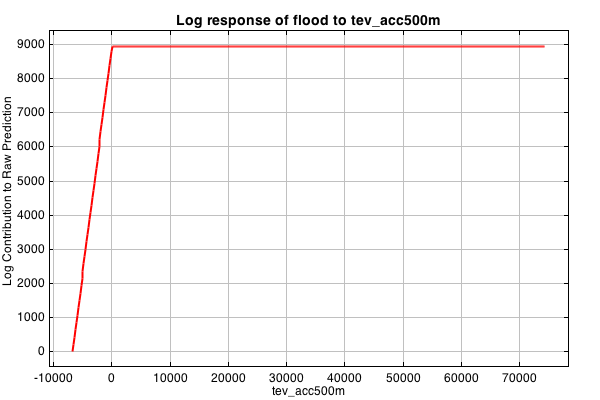 Log response of flood to tev_acc500m
Log Contribution to Raw Prediction
9000
8000
7000
6000
5000
4000
3000
2000
1000
0
-10000 0 10000 20000 30000 40000 50000 60000 70000
tev_acc500m